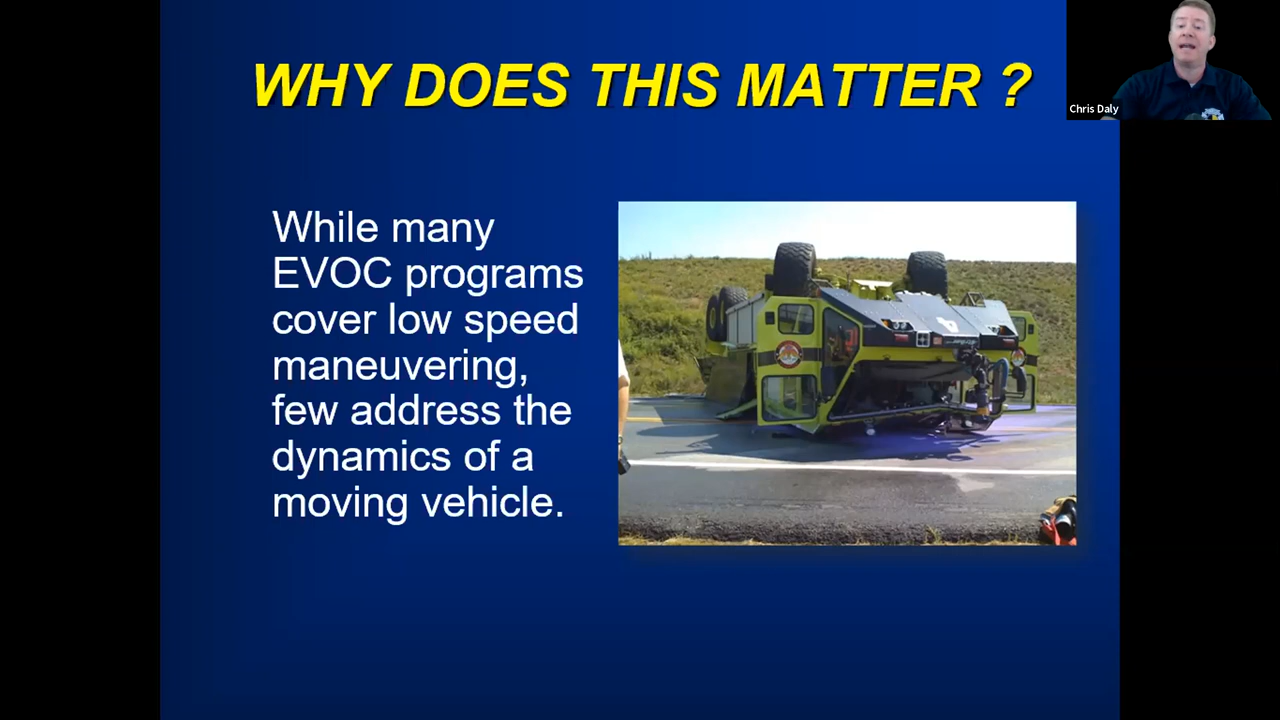 WHY DOES THIS MATTER ?
Chris Daly
While many
EVOC programs
cover low speed
maneuvering,
few address the
dynamics of a
moving vehicle.